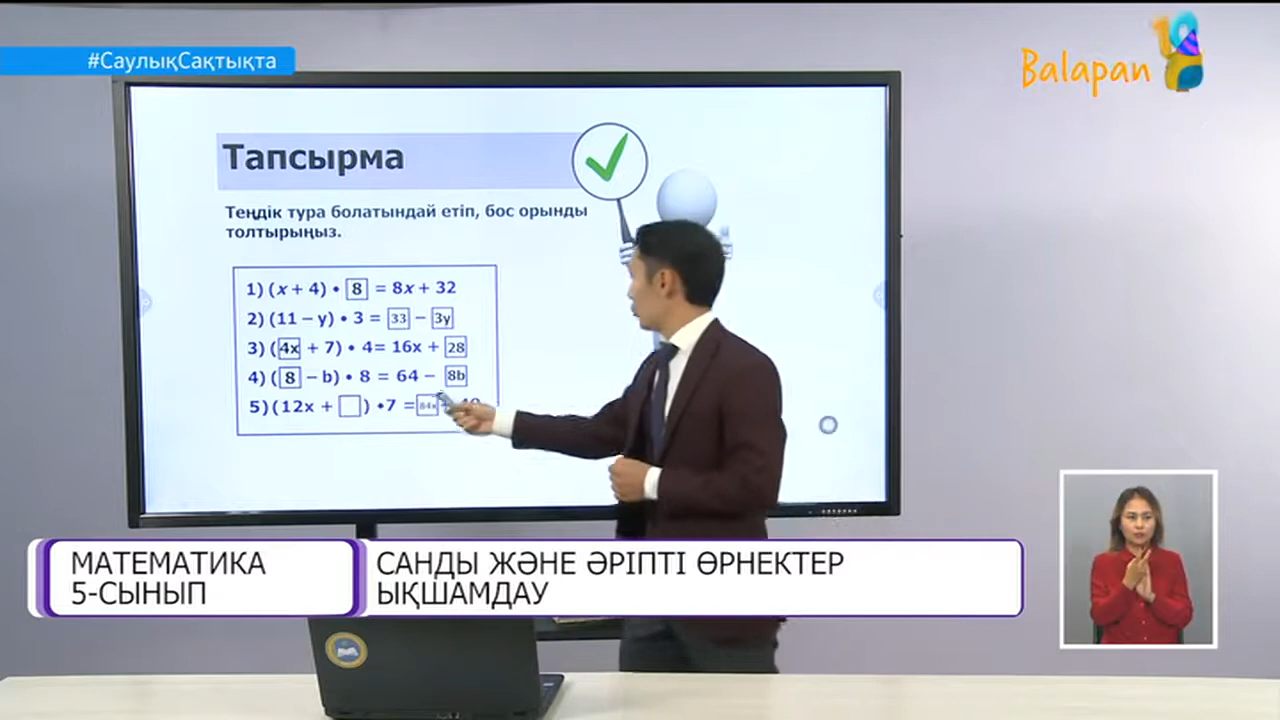 #СаулықСақтықта
Balapan 10
Тапсырма
Теңдік тура болатындай етіп, бос орынды
толтырыңыз.
1) (x + 4) • 8 = 8x + 32
2) (11 – y) • 3 = 33 – 3y
3) (4x + 7) • 4= 16x + 28
4) (8 – b) • 8 = 64 – 8b
5) (12x + ) •7 = 84x +
МАТЕМАТИКА
5-СЫНЫП
САНДЫ ЖӘНЕ ӘРІПТІ ӨРНЕКТЕР
ЫҚШАМДАУ